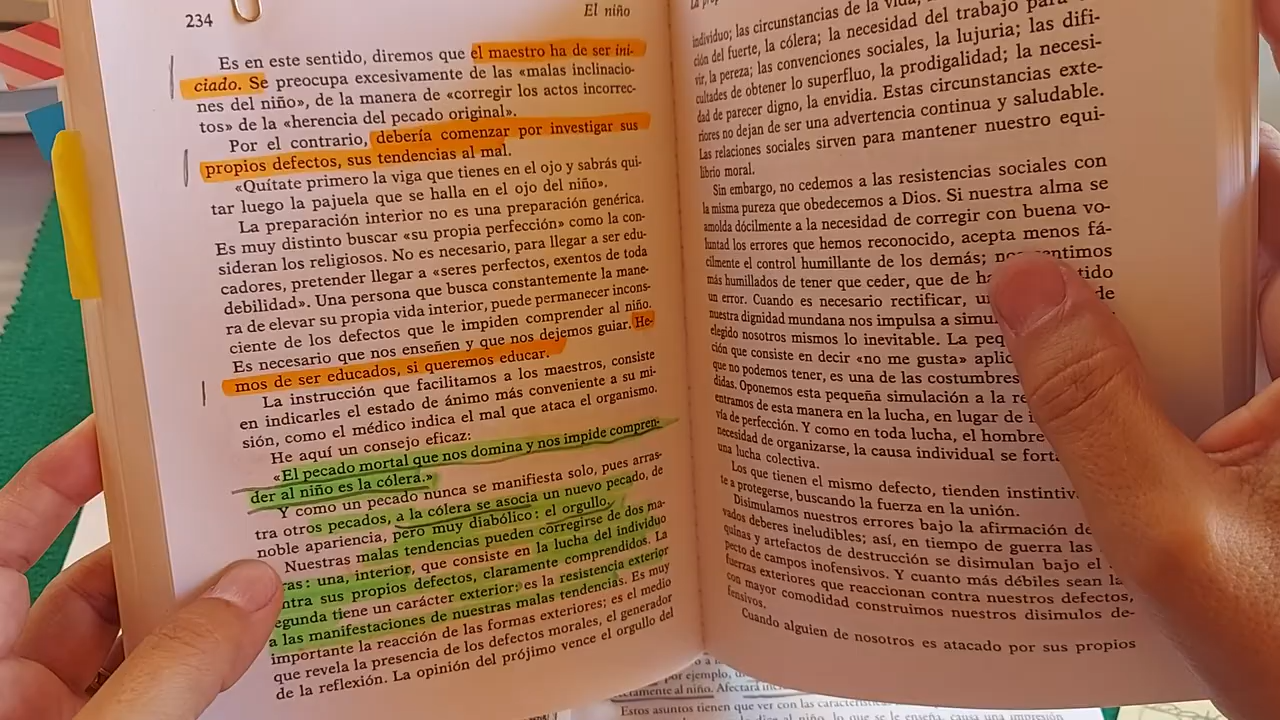 234
El niño
Es en este sentido, diremos que el maestro ha de ser ini-
ciado. Se preocupa excesivamente de las «malas inclinacio-
nes del niño», de la manera de «corregir los actos incorrec-
tos» de la «herencia del pecado original».
Por el contrario, debería comenzar por investigar sus
propios defectos, sus tendencias al mal.
«Quítate primero la viga que tienes en el ojo y sabrás qui-
tar luego la pajuela que se halla en el ojo del niño».
La preparación interior no es una preparación genérica.
Es muy distinto buscar «su propia perfección» como la con-
sideran los religiosos. No es necesario, para llegar a ser edu-
cadores, pretender llegar a «seres perfectos, exentos de toda
debilidad». Una persona que busca constantemente la mane-
ra de elevar su propia vida interior, puede permanecer incons-
ciente de los defectos que le impiden comprender al niño.
Es necesario que nos enseñen y que nos dejemos guiar. He-
mos de ser educados, si queremos educar.
La instrucción que facilitamos a los maestros, consiste
en indicarles el estado de ánimo más conveniente a su mi-
sión, como el médico indica el mal que ataca el organismo.
He aquí un consejo eficaz:
«El pecado mortal que nos domina y nos impide compren-
der al niño es la cólera.»
Y como un pecado nunca se manifiesta solo, pues arras-
tra otros pecados, a la cólera se asocia un nuevo pecado, de
noble apariencia, pero muy diabólico: el orgullo.
Nuestras malas tendencias pueden corregirse de dos ma-
ras: una, interior, que consiste en la lucha del individuo
ntra sus propios defectos, claramente comprendidos. La
egunda tiene un carácter exterior: es la resistencia exterior
a las manifestaciones de nuestras malas tendencias. Es muy
importante la reacción de las formas exteriores; es el medio
que revela la presencia de los defectos morales, el generador
de la reflexión. La opinión del prójimo vence el orgullo del
individuo; las circunstancias de la vida,
ción del fuerte, la cólera; la necesidad del trabajo para
vir, la pereza; las convenciones sociales, la lujuria; las difi-
cultades de obtener lo superfluo, la prodigalidad; la necesi-
dad de parecer digno, la envidia. Estas circunstancias exte-
riores no dejan de ser una advertencia continua y saludable.
Las relaciones sociales sirven para mantener nuestro equi-
librio moral.
Sin embargo, no cedemos a las resistencias sociales con
la misma pureza que obedecemos a Dios. Si nuestra alma se
amolda dócilmente a la necesidad de corregir con buena vo-
luntad los errores que hemos reconocido, acepta menos fá-
cilmente el control humillante de los demás; nos sentimos
más humillados de tener que ceder, que de ha tido
un error. Cuando es necesario rectificar, de
nuestra dignidad mundana nos impulsa a simu
elegido nosotros mismos lo inevitable. La peq
ción que consiste en decir «no me gusta» aplic
que no podemos tener, es una de las costumbres
didas. Oponemos esta pequeña simulación a la re
entramos de esta manera en la lucha, en lugar de
vía de perfección. Y como en toda lucha, el hombre
necesidad de organizarse, la causa individual se fort
una lucha colectiva.
Los que tienen el mismo defecto, tienden instintiv
te a protegerse, buscando la fuerza en la unión.
Disimulamos nuestros errores bajo la afirmación de
vados deberes ineludibles; así, en tiempo de guerra las
quinas y artefactos de destrucción se disimulan bajo el
pecto de campos inofensivos. Y cuanto más débiles sean la
fuerzas exteriores que reaccionan contra nuestros defectos,
con mayor comodidad construimos nuestros disimulos de-
fensivos.
Cuando alguien de nosotros es atacado por sus propios
por ejemplo,
ctamente al niño. Afectará
Estos asuntos tienen que ver con las